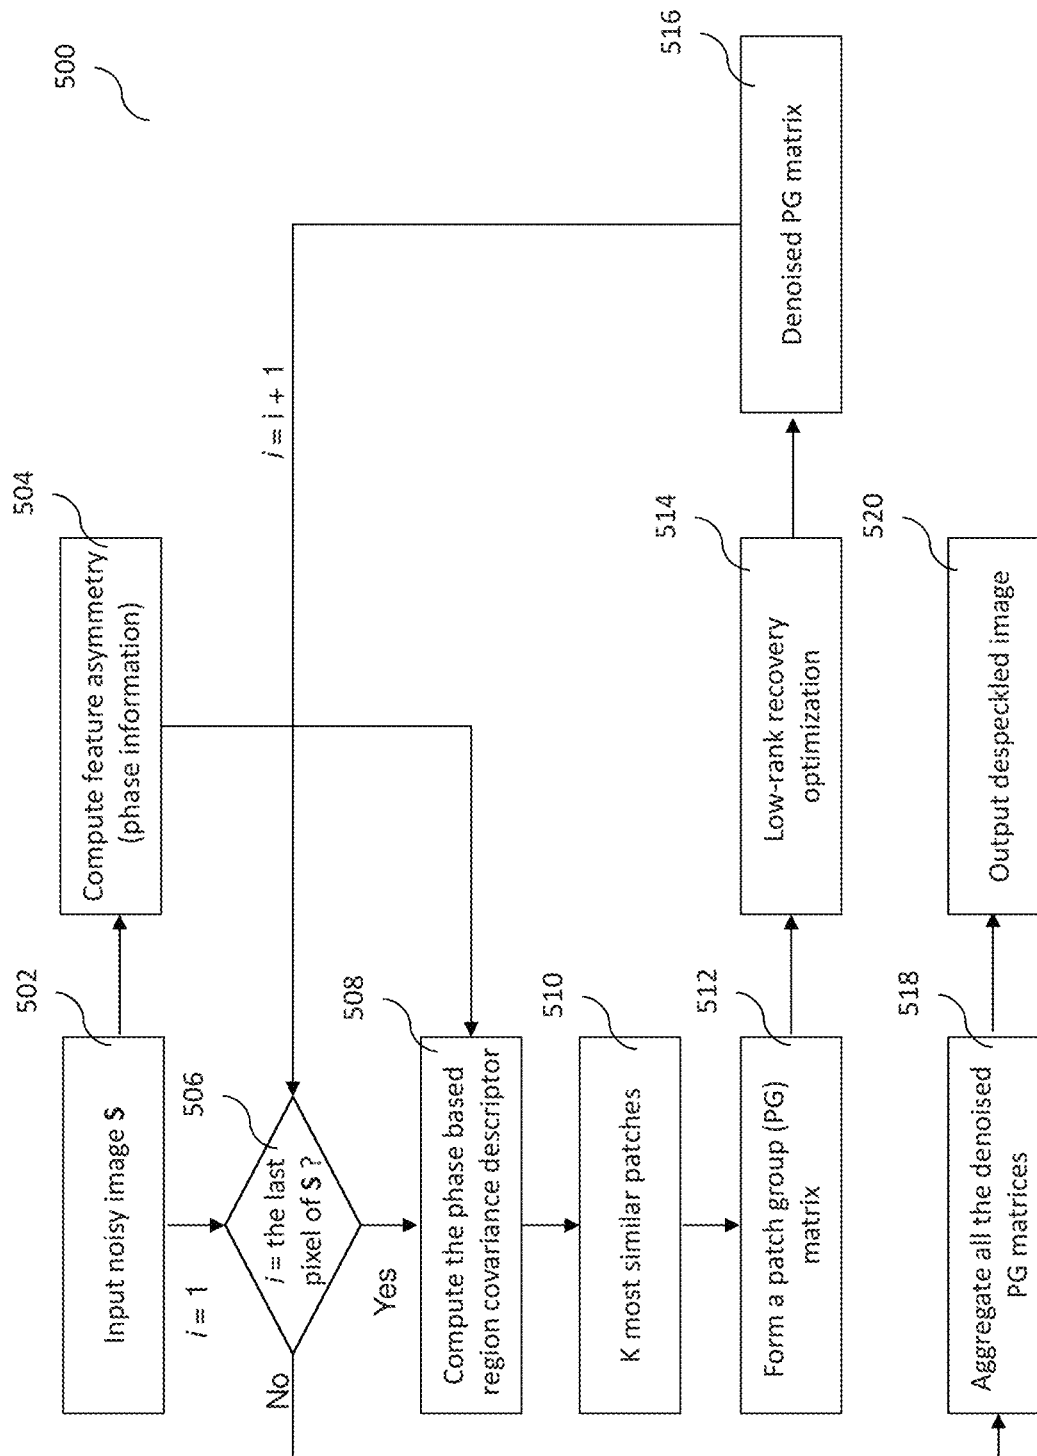 500
502
Input noisy image S
504
Compute feature asymmetry
(phase information)
i = 1
506
i = the last
pixel of S ?
No
Yes
i = i + 1
508
Compute the phase based
region covariance descriptor
510
K most similar patches
512
Form a patch group (PG)
matrix
514
Low-rank recovery
optimization
516
Denoised PG matrix
518
Aggregate all the denoised
PG matrices
520
Output despeckled image